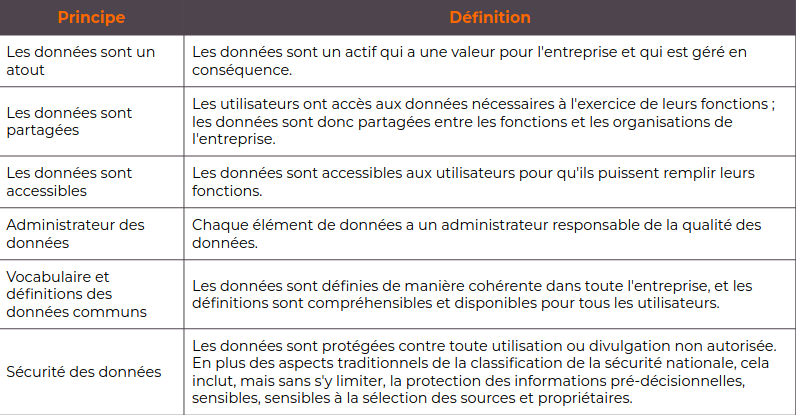 Principe
Définition
Les données sont un
atout
Les données sont un actif qui a une valeur pour l'entreprise et qui est géré en
conséquence.
Les données sont
partagées
Les utilisateurs ont accès aux données nécessaires à l'exercice de leurs fonctions ;
les données sont donc partagées entre les fonctions et les organisations de
l'entreprise.
Les données sont
accessibles
Les données sont accessibles aux utilisateurs pour qu'ils puissent remplir leurs
fonctions.
Administrateur des
données
Chaque élément de données a un administrateur responsable de la qualité des
données.
Vocabulaire et
définitions des
données communs
Les données sont définies de manière cohérente dans toute l'entreprise, et les
définitions sont compréhensibles et disponibles pour tous les utilisateurs.
Sécurité des données
Les données sont protégées contre toute utilisation ou divulgation non autorisée.
En plus des aspects traditionnels de la classification de la sécurité nationale, cela
inclut, mais sans s'y limiter, la protection des informations pré-décisionnelles,
sensibles, sensibles à la sélection des sources et propriétaires.